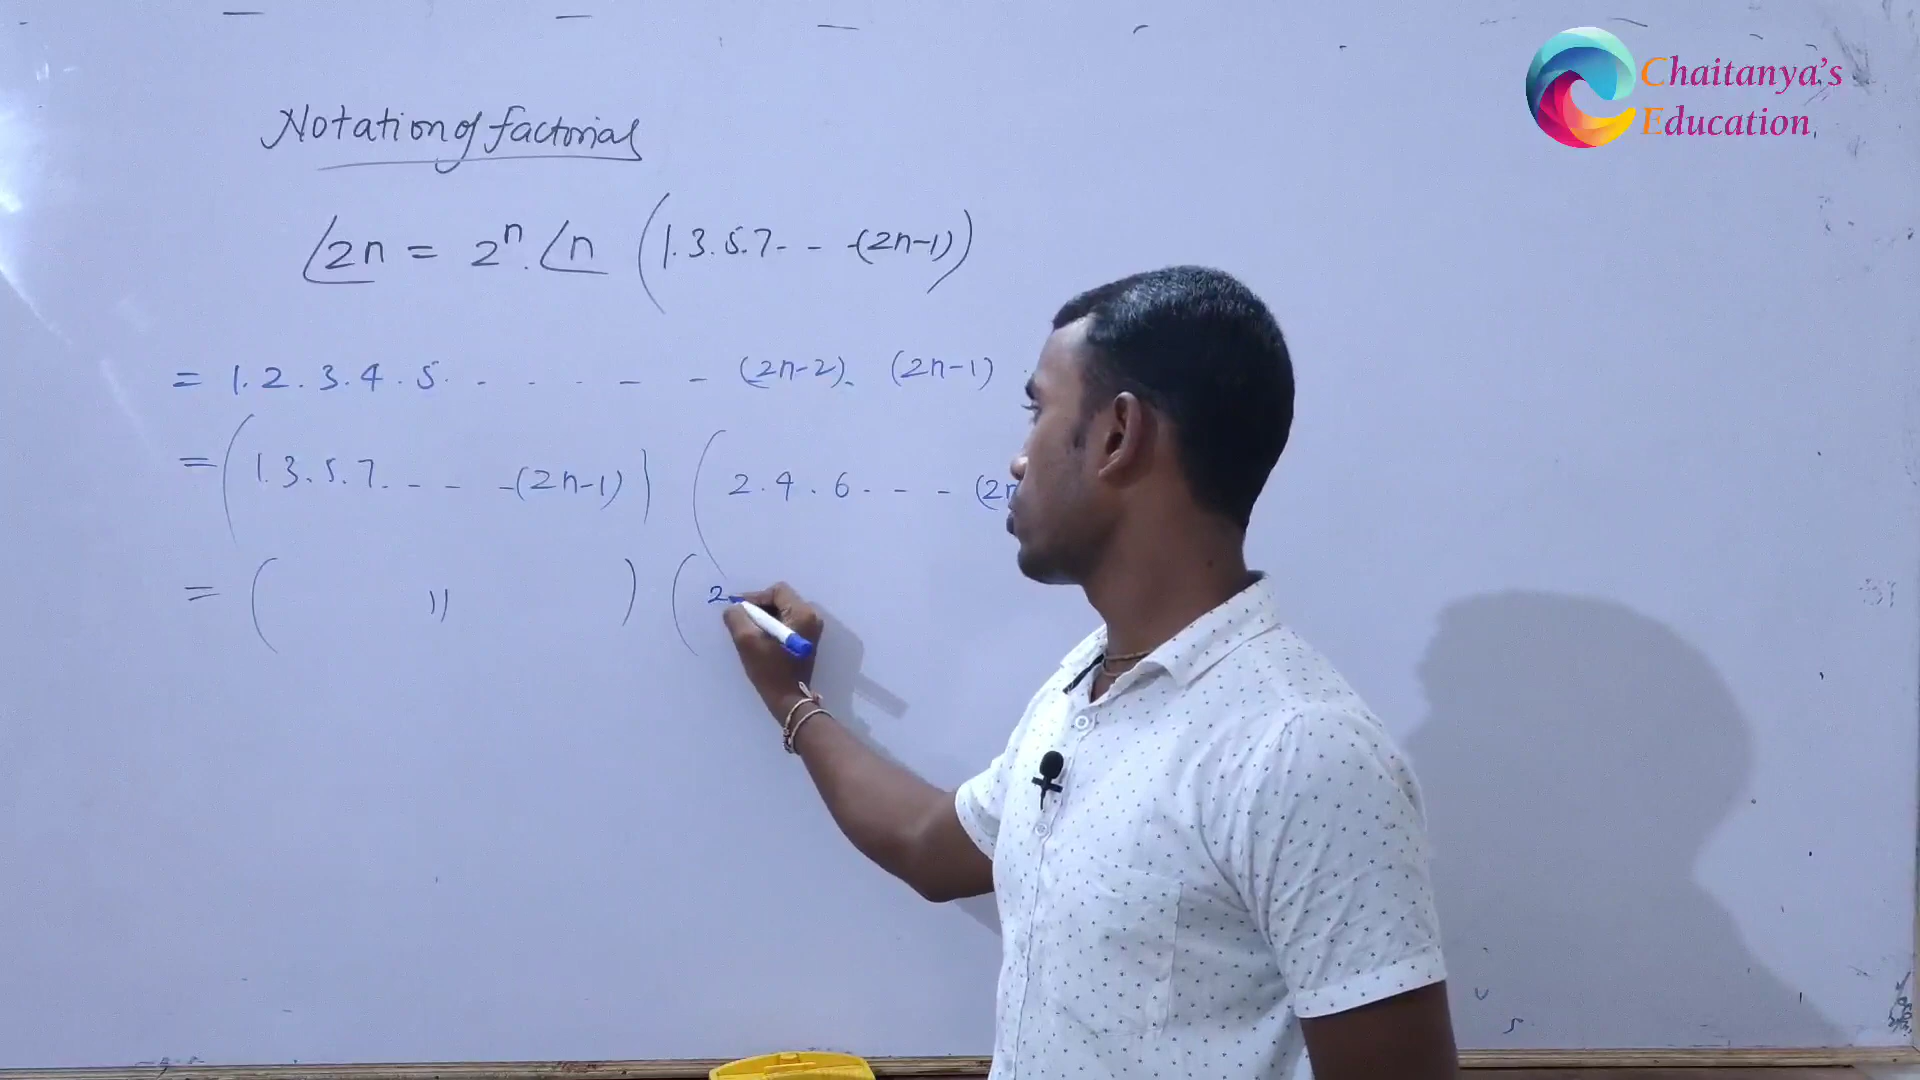 Chaitanya's
Education
Notation of factorial
∠2n = 2ⁿ. ∠n (1.3.5.7- - -(2n-1))
= 1.2.3.4.5. - - - - - - (2n-2). (2n-1)
= (1.3.5.7. - - -(2n-1)) (2.4.6. - - (2n
= ( " ) (2